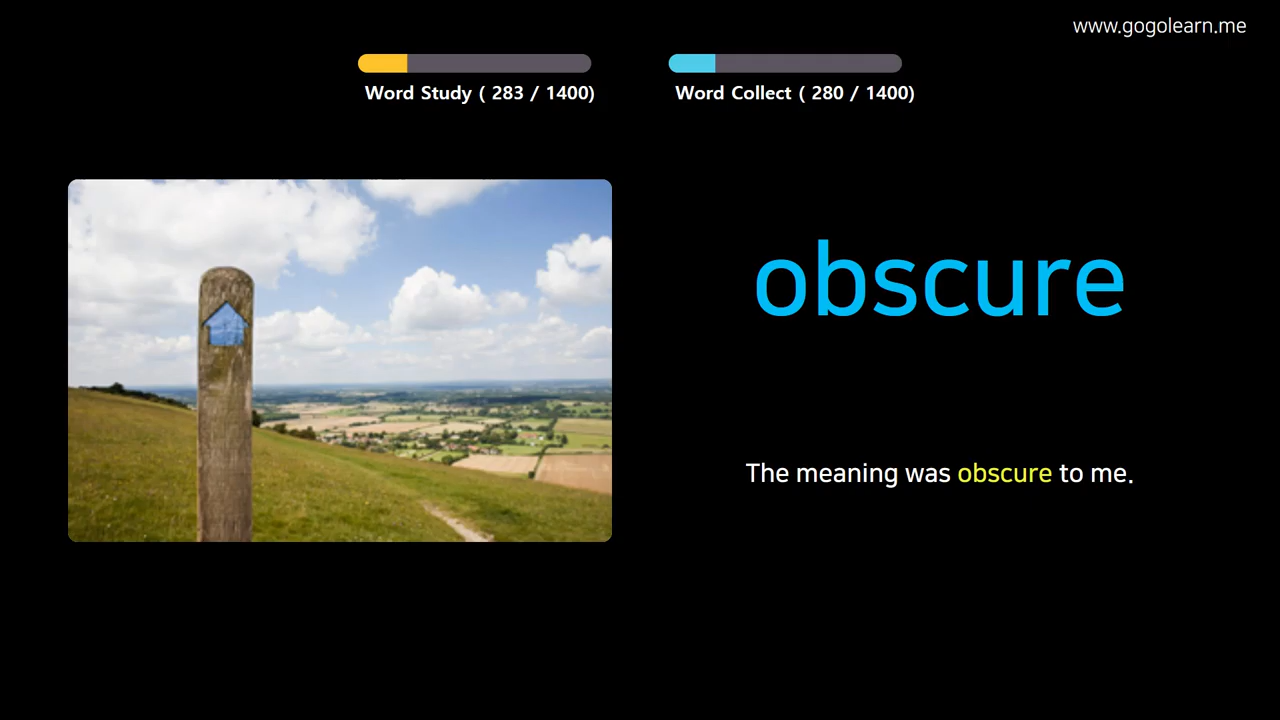 www.gogolearn.me
Word Study ( 283 / 1400)
Word Collect ( 280 / 1400)
obscure
The meaning was obscure to me.